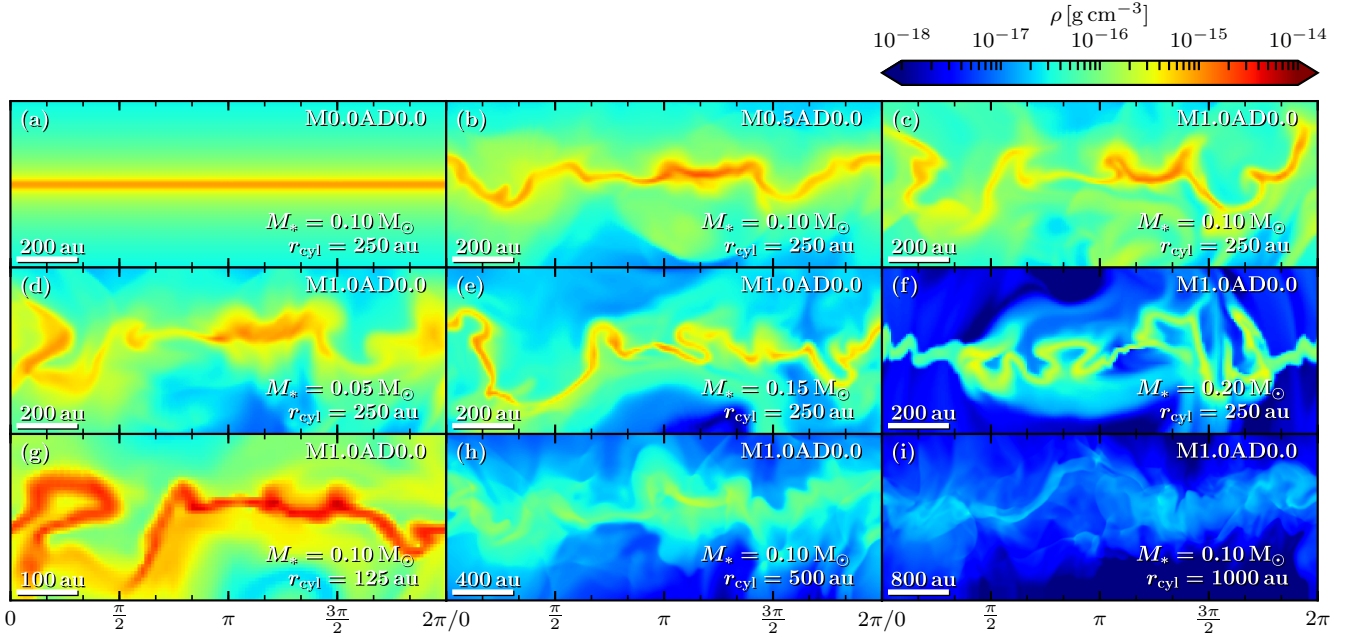 ρ [g cm⁻³]
10⁻¹⁸ 10⁻¹⁷ 10⁻¹⁶ 10⁻¹⁵ 10⁻¹⁴
(a) M0.0AD0.0
M* = 0.10 M⊙
200 au r_cyl = 250 au
(b) M0.5AD0.0
M* = 0.10 M⊙
200 au r_cyl = 250 au
(c) M1.0AD0.0
M* = 0.10 M⊙
200 au r_cyl = 250 au
(d) M1.0AD0.0
M* = 0.05 M⊙
200 au r_cyl = 250 au
(e) M1.0AD0.0
M* = 0.15 M⊙
200 au r_cyl = 250 au
(f) M1.0AD0.0
M* = 0.20 M⊙
200 au r_cyl = 250 au
(g) M1.0AD0.0
M* = 0.10 M⊙
100 au r_cyl = 125 au
(h) M1.0AD0.0
M* = 0.10 M⊙
400 au r_cyl = 500 au
(i) M1.0AD0.0
M* = 0.10 M⊙
800 au r_cyl = 1000 au
0 π/2 π 3π/2 2π/0 π/2 π 3π/2 2π/0 π/2 π 3π/2 2π